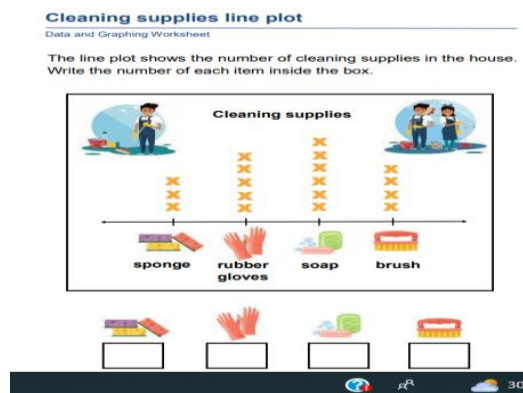 Cleaning supplies line plot
Data and Graphing Worksheet
The line plot shows the number of cleaning supplies in the house.
Write the number of each item inside the box.
Cleaning supplies
x
x x
x x x
x x x x
x x x x
x x x x
sponge rubber gloves soap brush
30